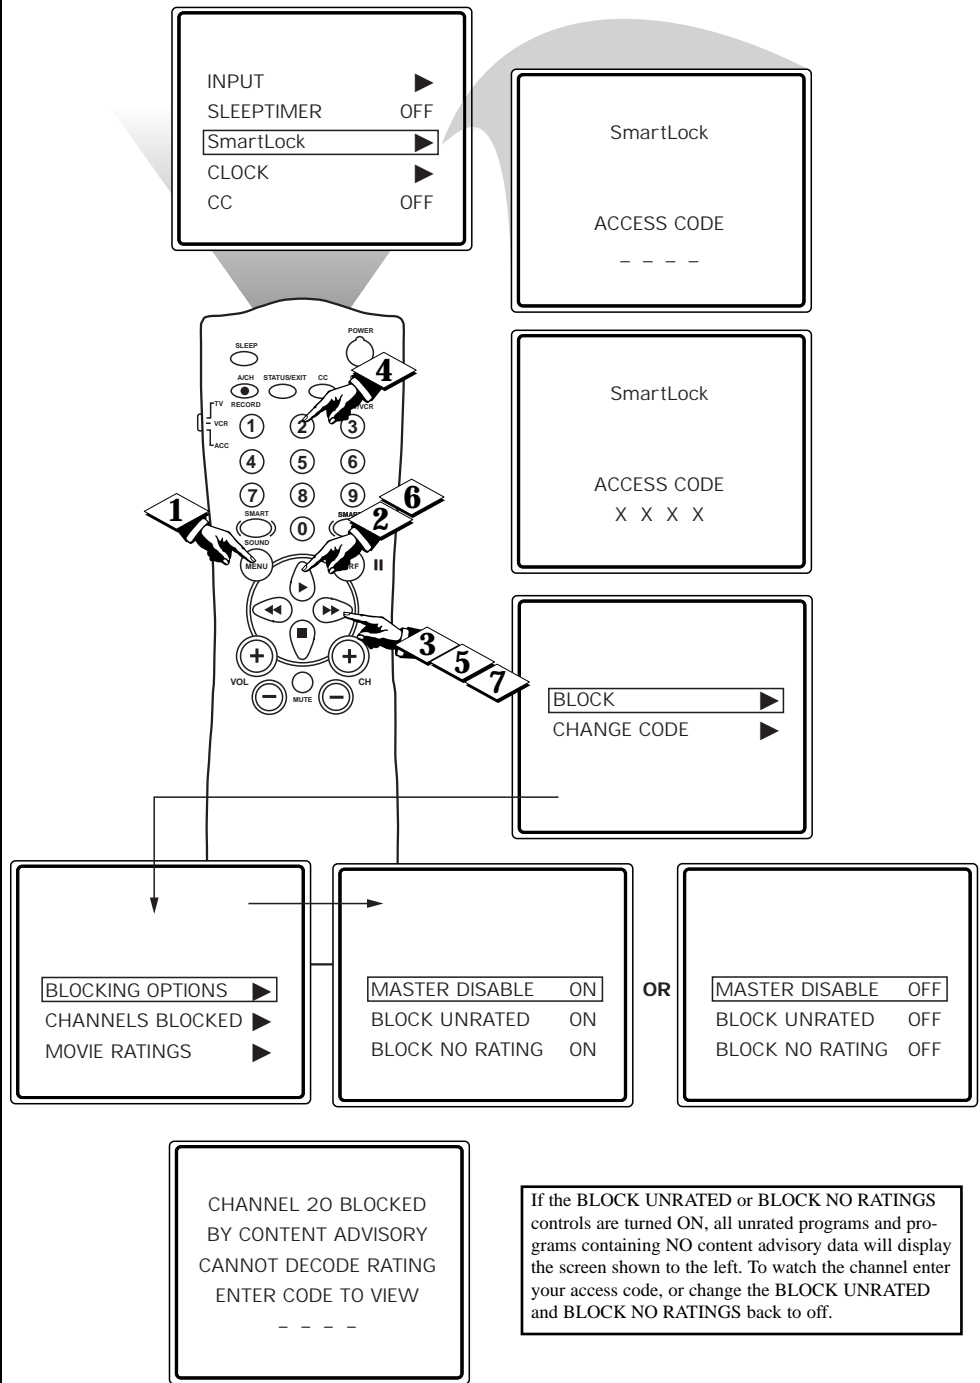 INPUT ▶
SLEEPTIMER OFF
SmartLock ▶
CLOCK ▶
CC OFF
SmartLock
ACCESS CODE
_ _ _ _
SmartLock
ACCESS CODE
X X X X
SLEEP
POWER
A/CH STATUS/EXIT CC
TV RECORD
VCR
ACC
/VCR
1 2 3
4 5 6
7 8 9
SMART 0 SMAR
SOUND
MENU RF
VOL CH
MUTE
4
6
1 2
3
5
7
BLOCK ▶
CHANGE CODE ▶
BLOCKING OPTIONS ▶
CHANNELS BLOCKED ▶
MOVIE RATINGS ▶
MASTER DISABLE ON
BLOCK UNRATED ON
BLOCK NO RATING ON
OR
MASTER DISABLE OFF
BLOCK UNRATED OFF
BLOCK NO RATING OFF
CHANNEL 20 BLOCKED
BY CONTENT ADVISORY
CANNOT DECODE RATING
ENTER CODE TO VIEW
_ _ _ _
If the BLOCK UNRATED or BLOCK NO RATINGS
controls are turned ON, all unrated programs and pro-
grams containing NO content advisory data will display
the screen shown to the left. To watch the channel enter
your access code, or change the BLOCK UNRATED
and BLOCK NO RATINGS back to off.